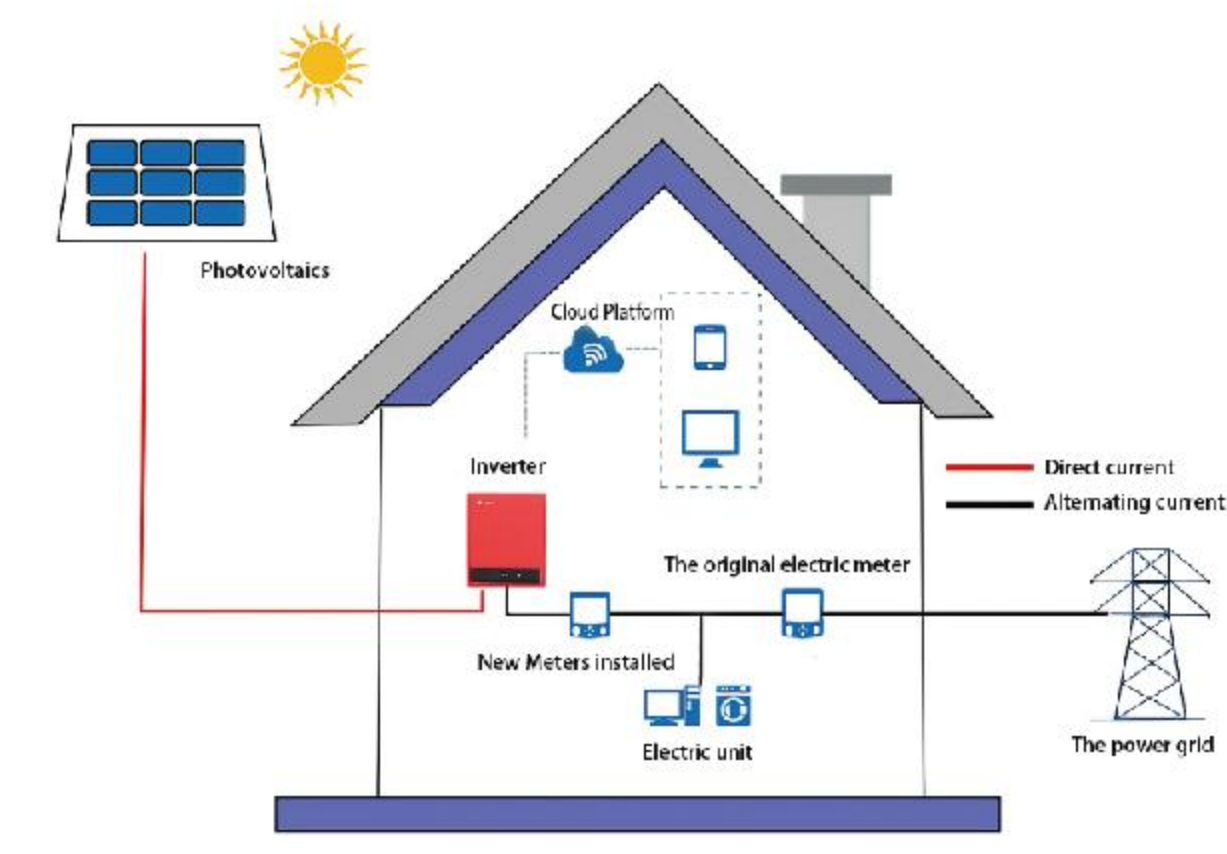 Photovoltaics
Cloud Platform
Inverter
Direct current
Alternating current
The original electric meter
New Meters installed
Electric unit
The power grid